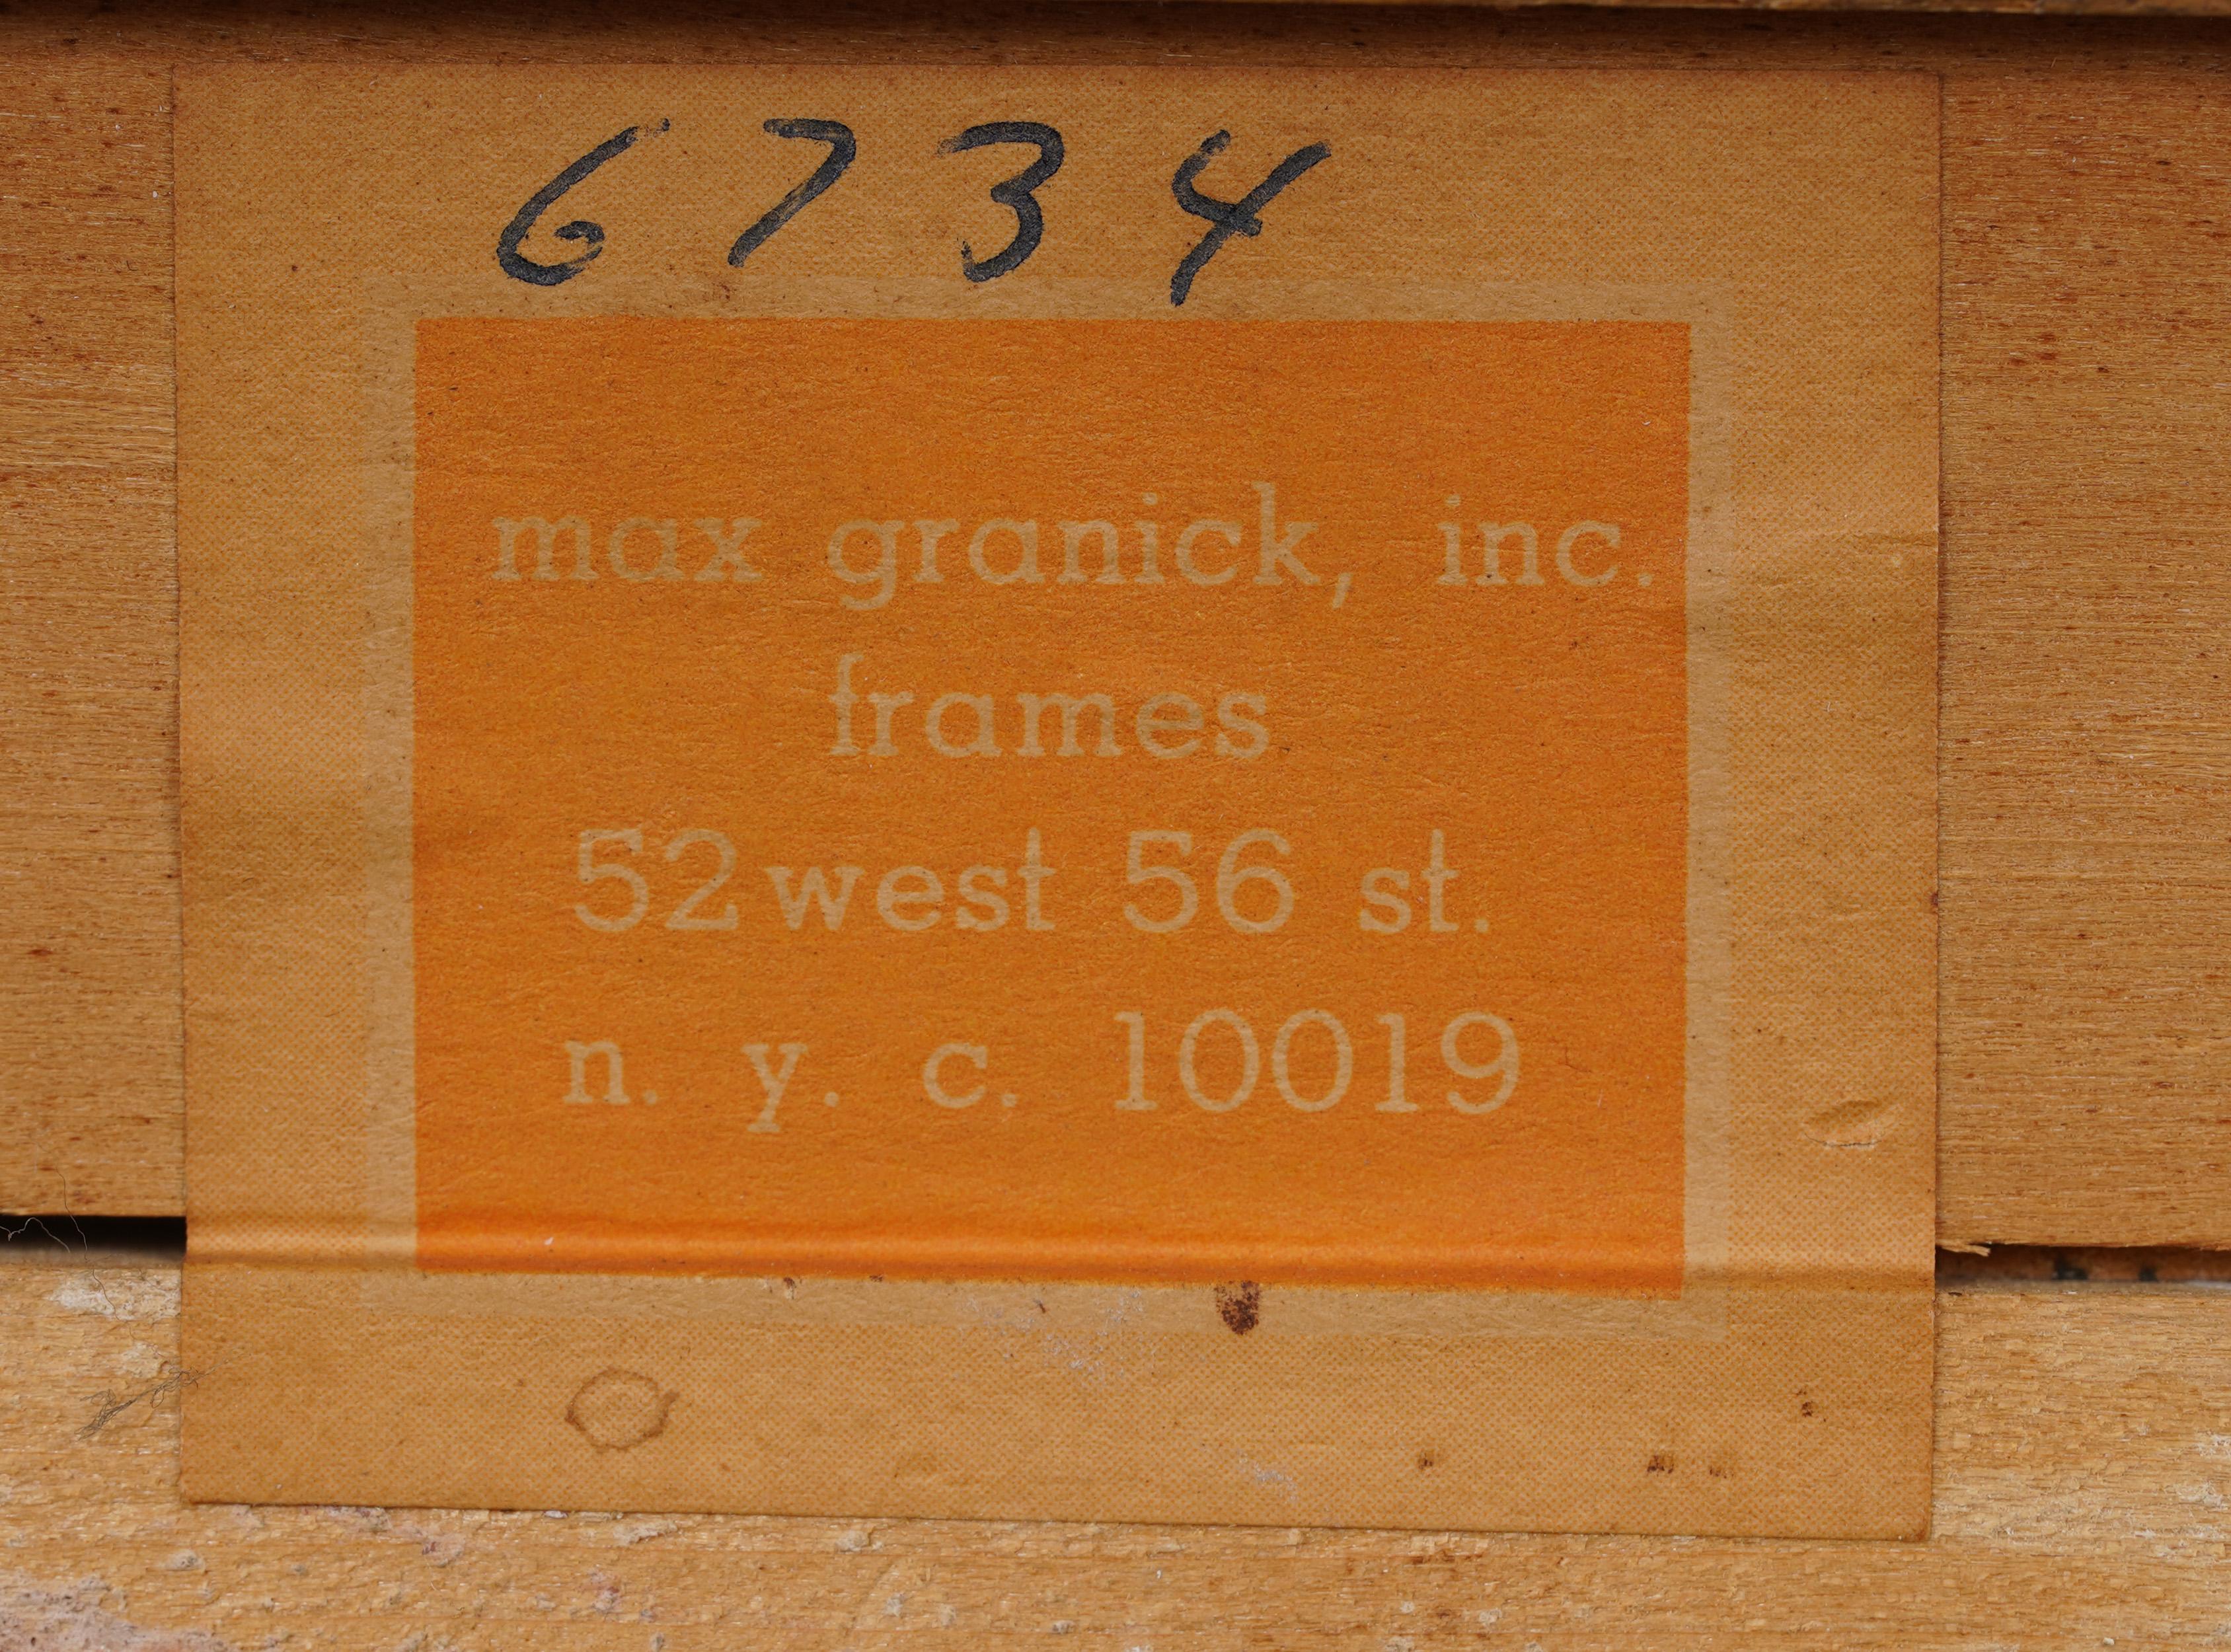 6734
max granick, inc.
frames
52 west 56 st.
n. y. c. 10019